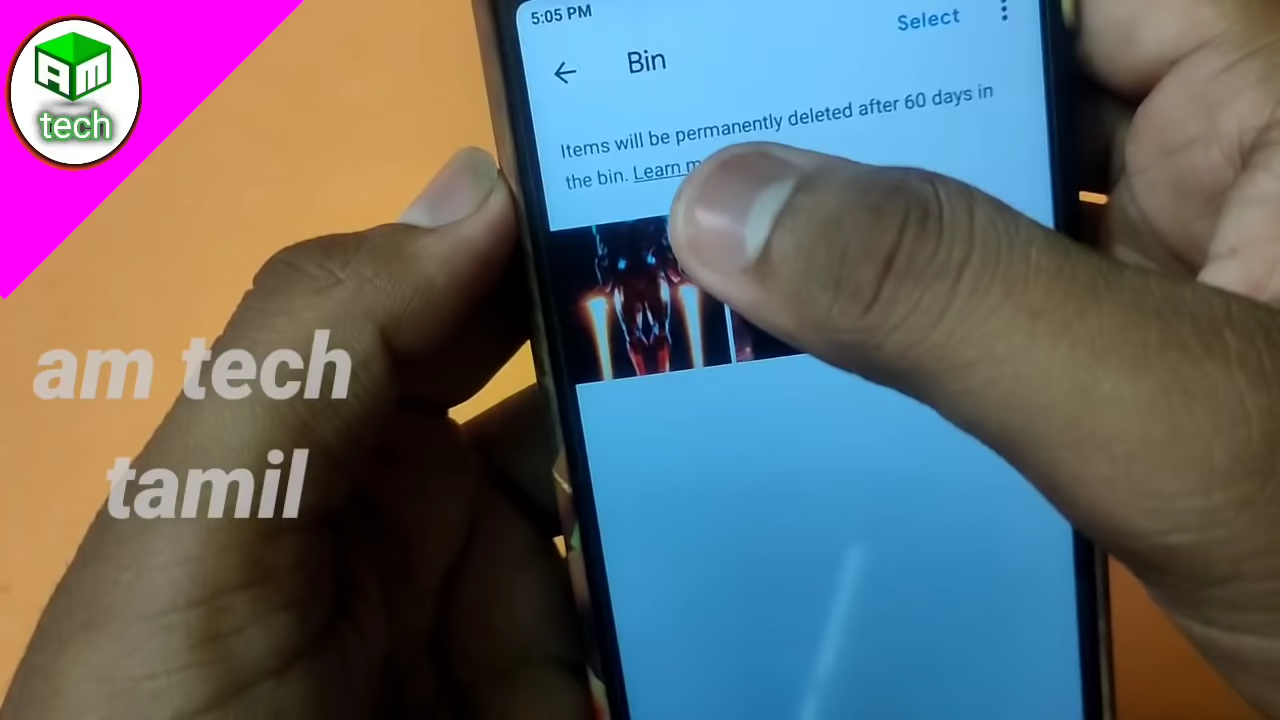 AM
tech
5:05 PM
Select
Bin
Items will be permanently deleted after 60 days in
the bin. Learn
am tech
tamil